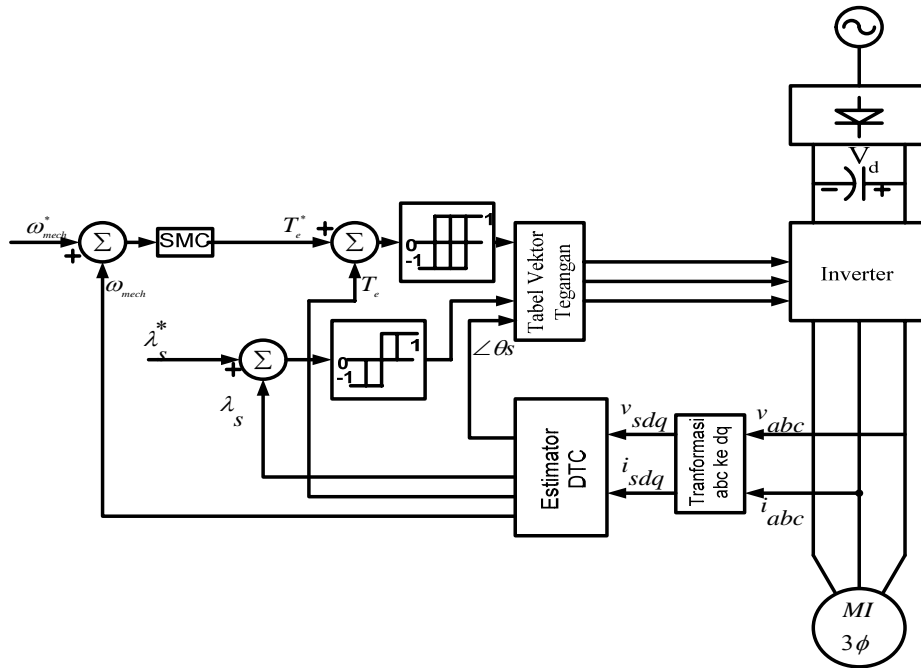 V_d
− +
ω*_mech
+
Σ
SMC
T*_e
+
Σ
1
0
-1
Tabel Vektor
Tegangan
Inverter
ω_mech
T_e
λ*_s
+
Σ
1
0
-1
∠θs
λ_s
Estimator
DTC
v_sdq
i_sdq
Tranformasi
abc ke dq
v_abc
i_abc
MI
3ϕ